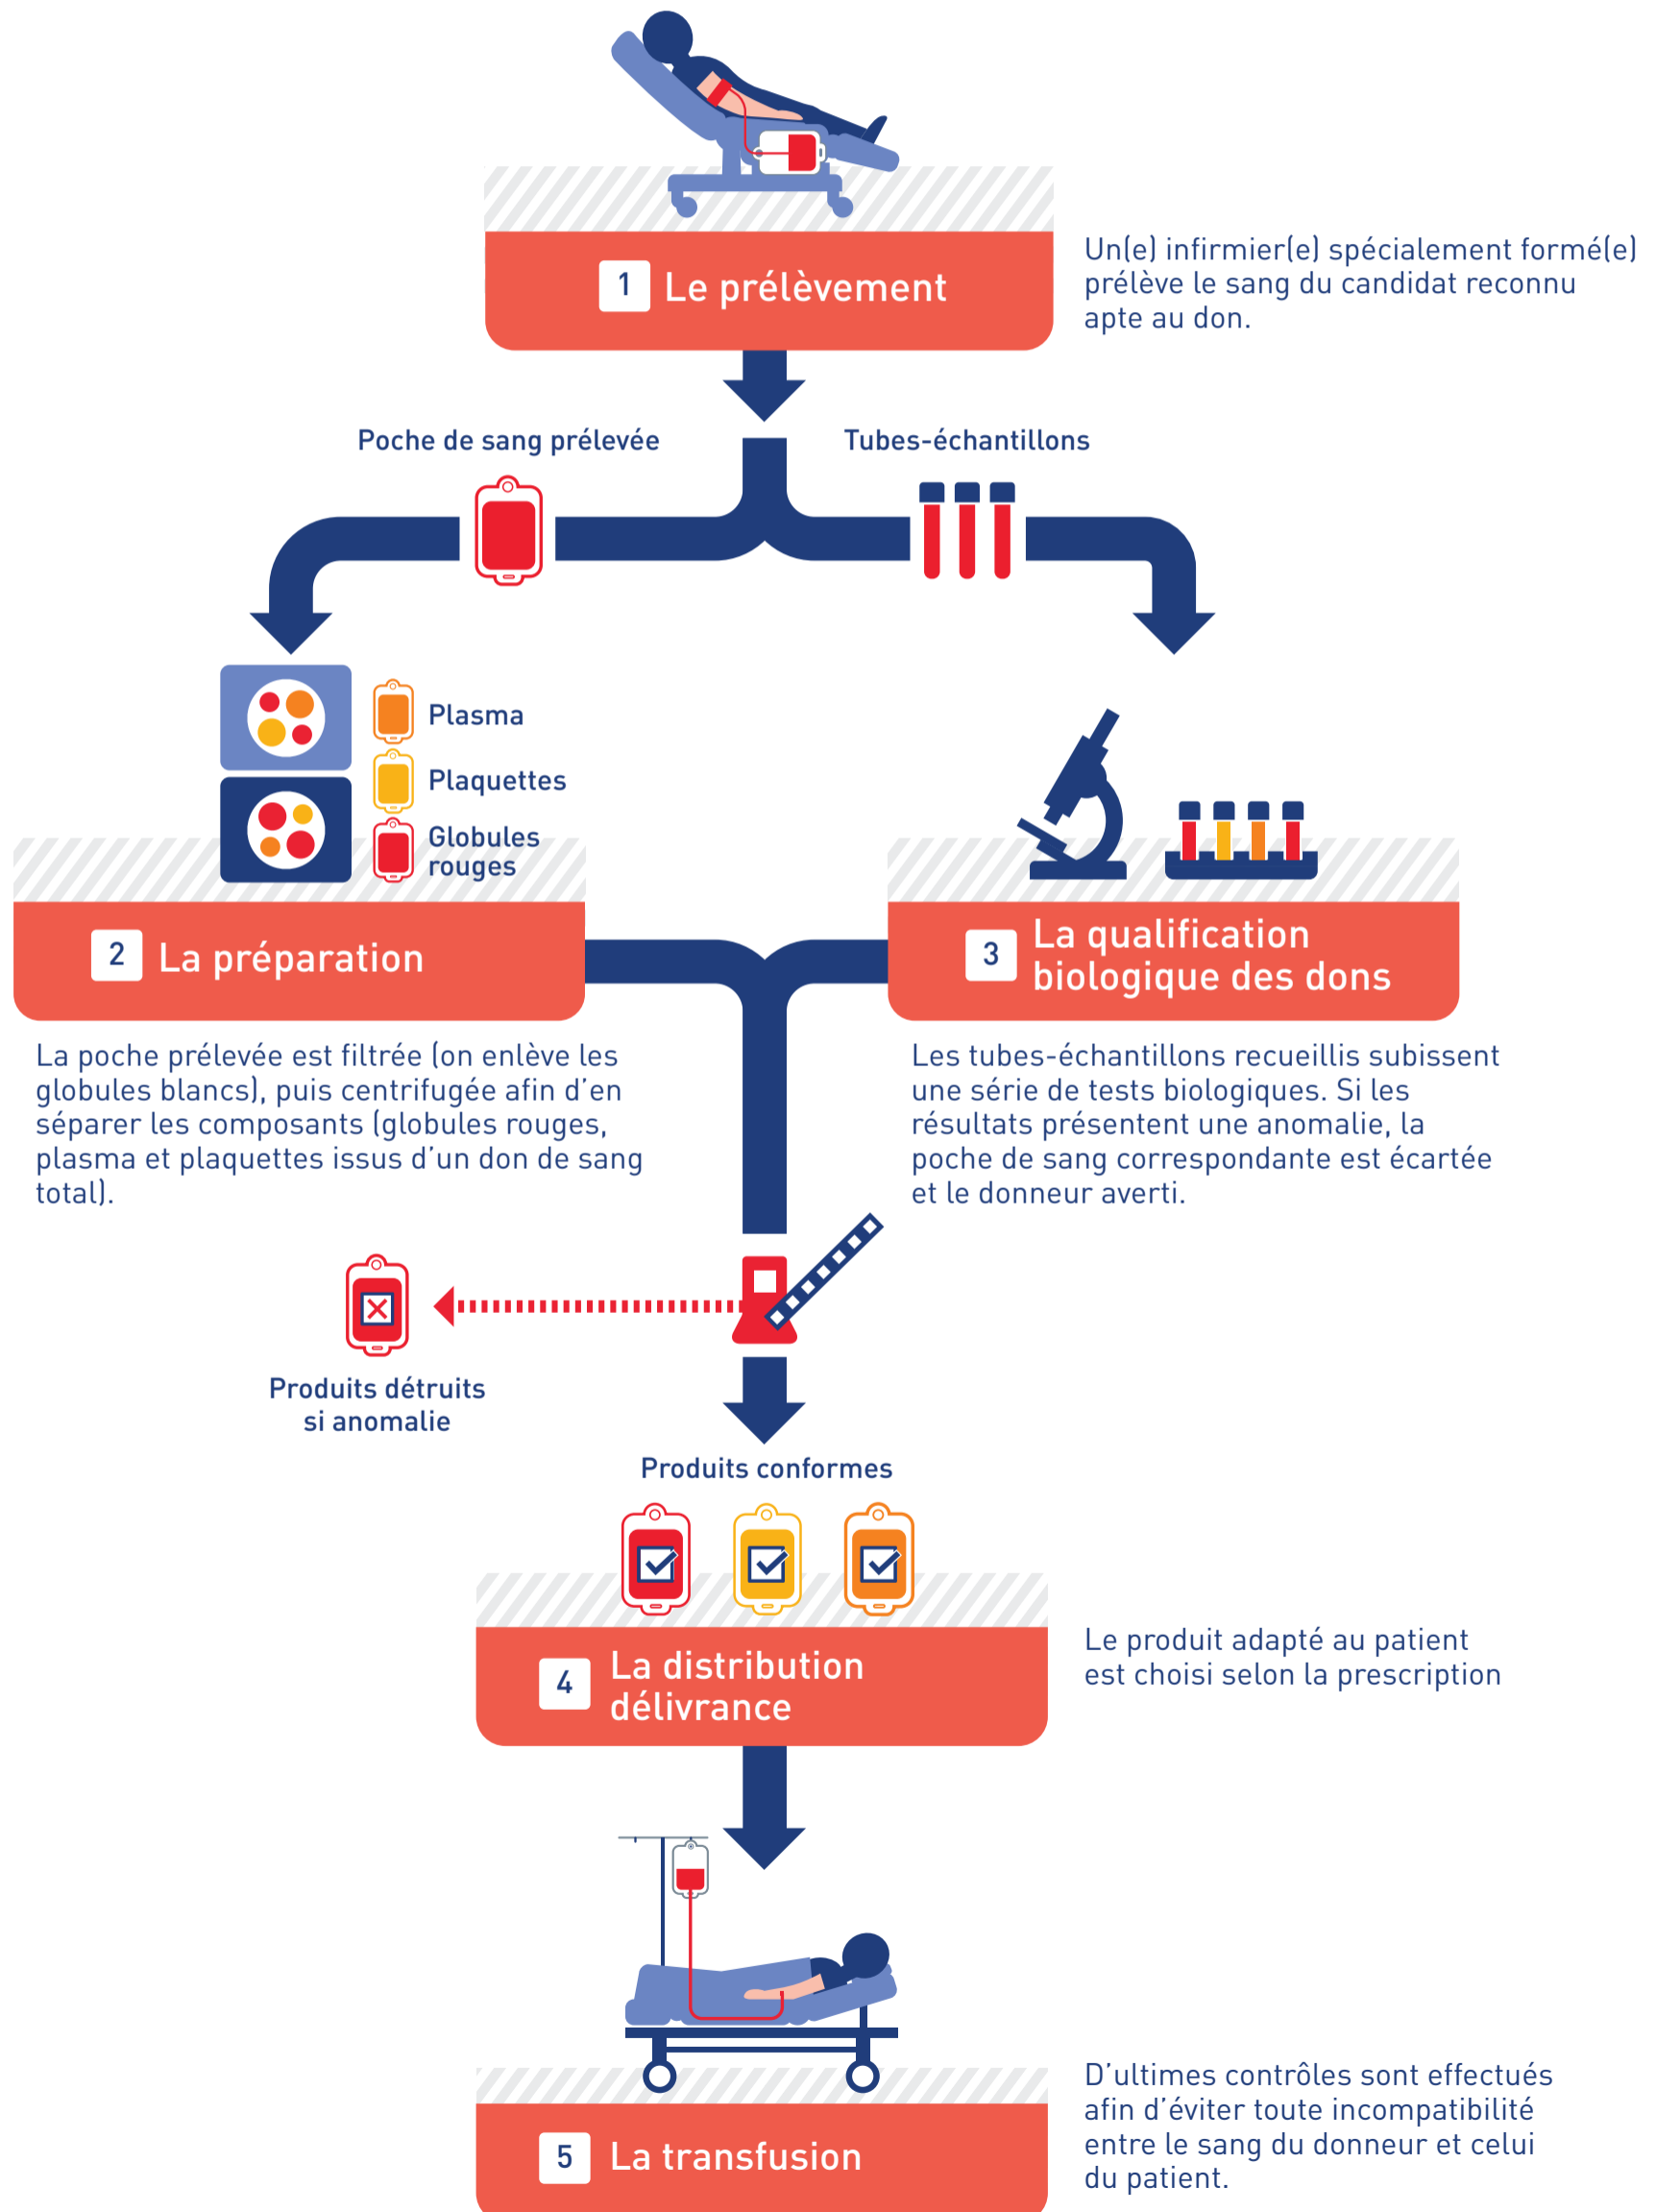 1 Le prélèvement
Un(e) infirmier(e) spécialement formé(e)
prélève le sang du candidat reconnu
apte au don.
Poche de sang prélevée
Tubes-échantillons
Plasma
Plaquettes
Globules
rouges
2 La préparation
La poche prélevée est filtrée (on enlève les
globules blancs), puis centrifugée afin d'en
séparer les composants (globules rouges,
plasma et plaquettes issus d'un don de sang
total).
3 La qualification
biologique des dons
Les tubes-échantillons recueillis subissent
une série de tests biologiques. Si les
résultats présentent une anomalie, la
poche de sang correspondante est écartée
et le donneur averti.
Produits détruits
si anomalie
Produits conformes
4 La distribution
délivrance
Le produit adapté au patient
est choisi selon la prescription
5 La transfusion
D'ultimes contrôles sont effectués
afin d'éviter toute incompatibilité
entre le sang du donneur et celui
du patient.